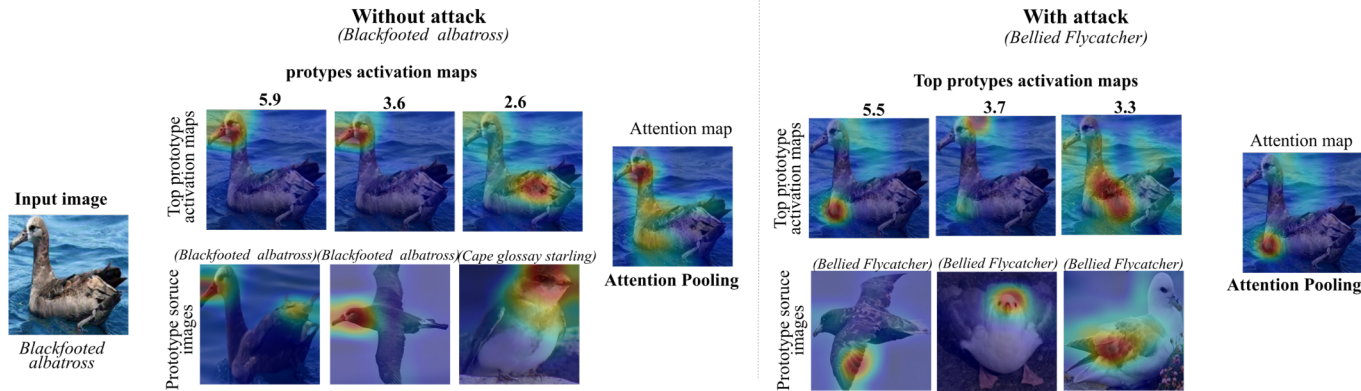 Without attack
(Blackfooted albatross)
protypes activation maps
5.9 3.6 2.6
Top prototype
activation maps
Attention map
Input image
(Blackfooted albatross) (Blackfooted albatross) (Cape glossay starling)
Attention Pooling
Prototype soruce
images
Blackfooted
albatross
With attack
(Bellied Flycatcher)
Top protypes activation maps
5.5 3.7 3.3
Top prototype
activation maps
Attention map
(Bellied Flycatcher) (Bellied Flycatcher) (Bellied Flycatcher)
Attention Pooling
Prototype soruce
images